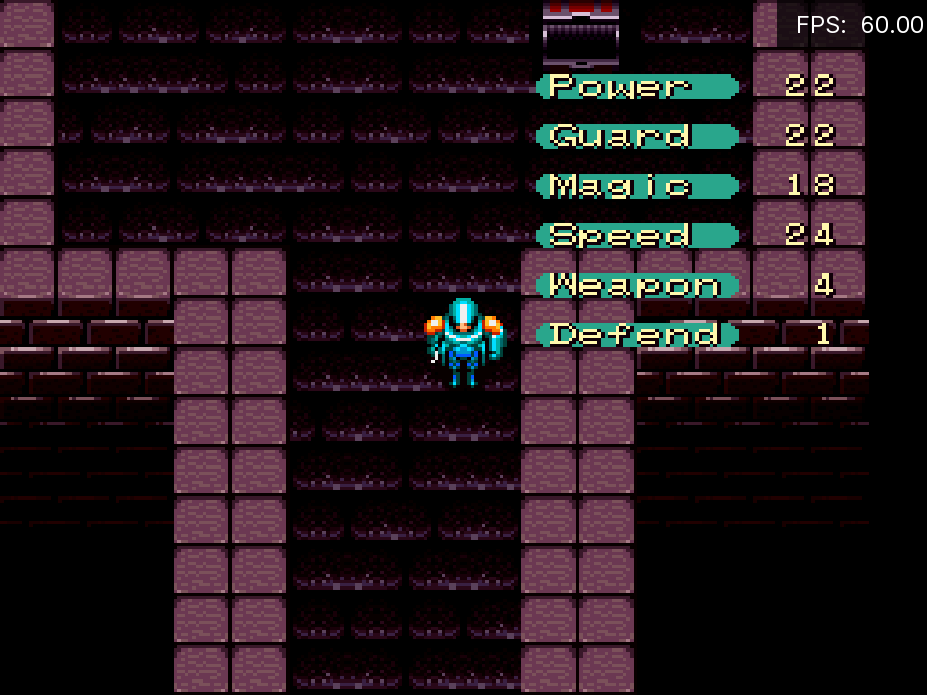 FPS: 60.00
Power 22
Guard 22
Magic 18
Speed 24
Weapon 4
Defend 1